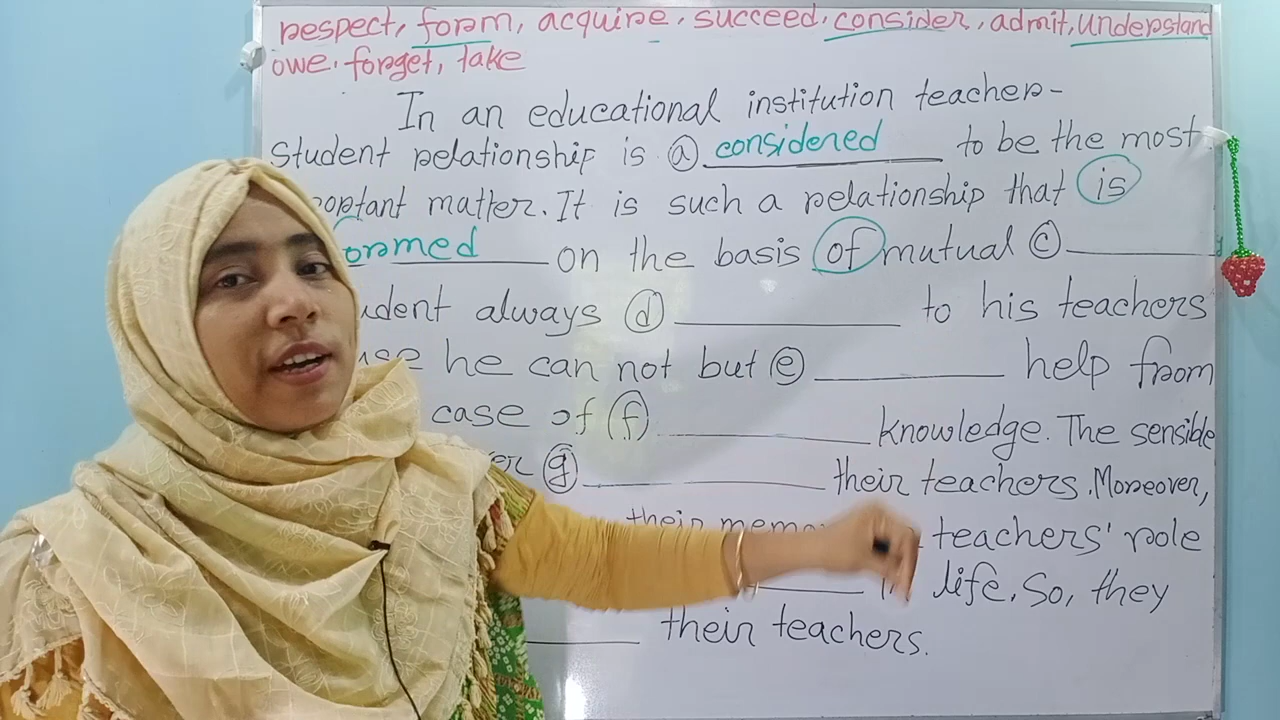 respect, form, acquire, succeed, consider, admit, understand
owe, forget, take
In an educational institution teacher-
student relationship is (a) considered to be the most
matter. It is such a relationship that is
ormed on the basis of mutual (c)
always (d) to his teachers
he can not but (e) help from
case of (f) knowledge. The sensible
(g) their teachers. Moreover,
their teachers' role
life. So, they
their teachers.